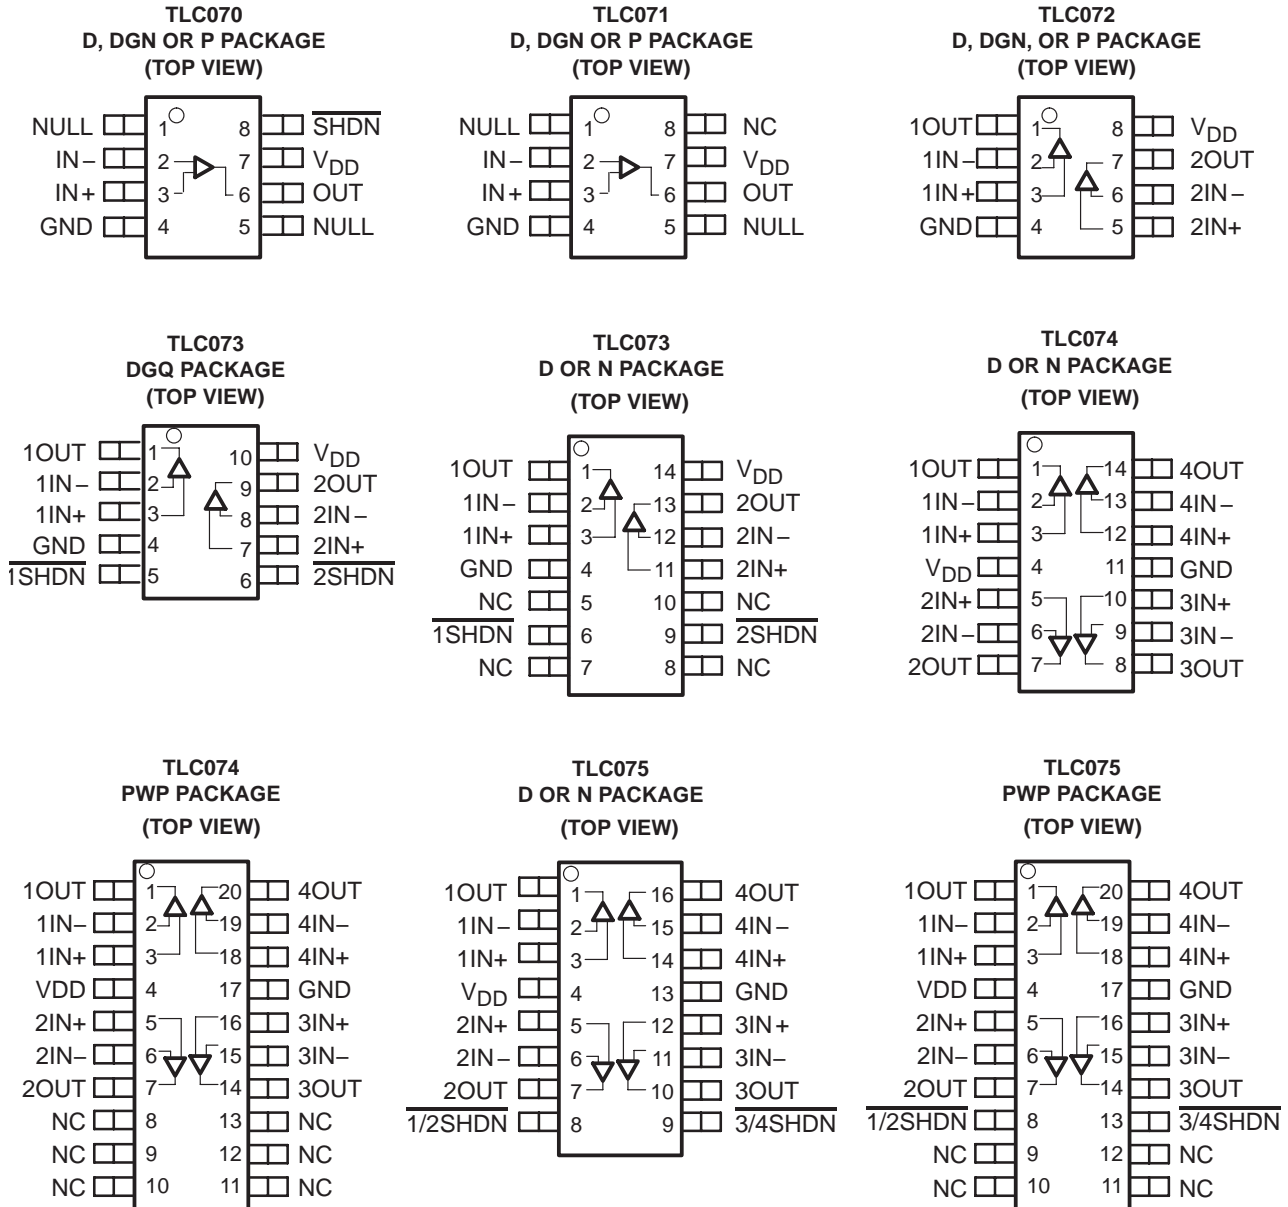 TLC070
D, DGN OR P PACKAGE
(TOP VIEW)
NULL 1 8 SHDN
IN− 2 7 VDD
IN+ 3 6 OUT
GND 4 5 NULL
TLC071
D, DGN OR P PACKAGE
(TOP VIEW)
NULL 1 8 NC
IN− 2 7 VDD
IN+ 3 6 OUT
GND 4 5 NULL
TLC072
D, DGN, OR P PACKAGE
(TOP VIEW)
1OUT 1 8 VDD
1IN− 2 7 2OUT
1IN+ 3 6 2IN−
GND 4 5 2IN+
TLC073
DGQ PACKAGE
(TOP VIEW)
1OUT 1 10 VDD
1IN− 2 9 2OUT
1IN+ 3 8 2IN−
GND 4 7 2IN+
1SHDN 5 6 2SHDN
TLC073
D OR N PACKAGE
(TOP VIEW)
1OUT 1 14 VDD
1IN− 2 13 2OUT
1IN+ 3 12 2IN−
GND 4 11 2IN+
NC 5 10 NC
1SHDN 6 9 2SHDN
NC 7 8 NC
TLC074
D OR N PACKAGE
(TOP VIEW)
1OUT 1 14 4OUT
1IN− 2 13 4IN−
1IN+ 3 12 4IN+
VDD 4 11 GND
2IN+ 5 10 3IN+
2IN− 6 9 3IN−
2OUT 7 8 3OUT
TLC074
PWP PACKAGE
(TOP VIEW)
1OUT 1 20 4OUT
1IN− 2 19 4IN−
1IN+ 3 18 4IN+
VDD 4 17 GND
2IN+ 5 16 3IN+
2IN− 6 15 3IN−
2OUT 7 14 3OUT
NC 8 13 NC
NC 9 12 NC
NC 10 11 NC
TLC075
D OR N PACKAGE
(TOP VIEW)
1OUT 1 16 4OUT
1IN− 2 15 4IN−
1IN+ 3 14 4IN+
VDD 4 13 GND
2IN+ 5 12 3IN+
2IN− 6 11 3IN−
2OUT 7 10 3OUT
1/2SHDN 8 9 3/4SHDN
TLC075
PWP PACKAGE
(TOP VIEW)
1OUT 1 20 4OUT
1IN− 2 19 4IN−
1IN+ 3 18 4IN+
VDD 4 17 GND
2IN+ 5 16 3IN+
2IN− 6 15 3IN−
2OUT 7 14 3OUT
1/2SHDN 8 13 3/4SHDN
NC 9 12 NC
NC 10 11 NC